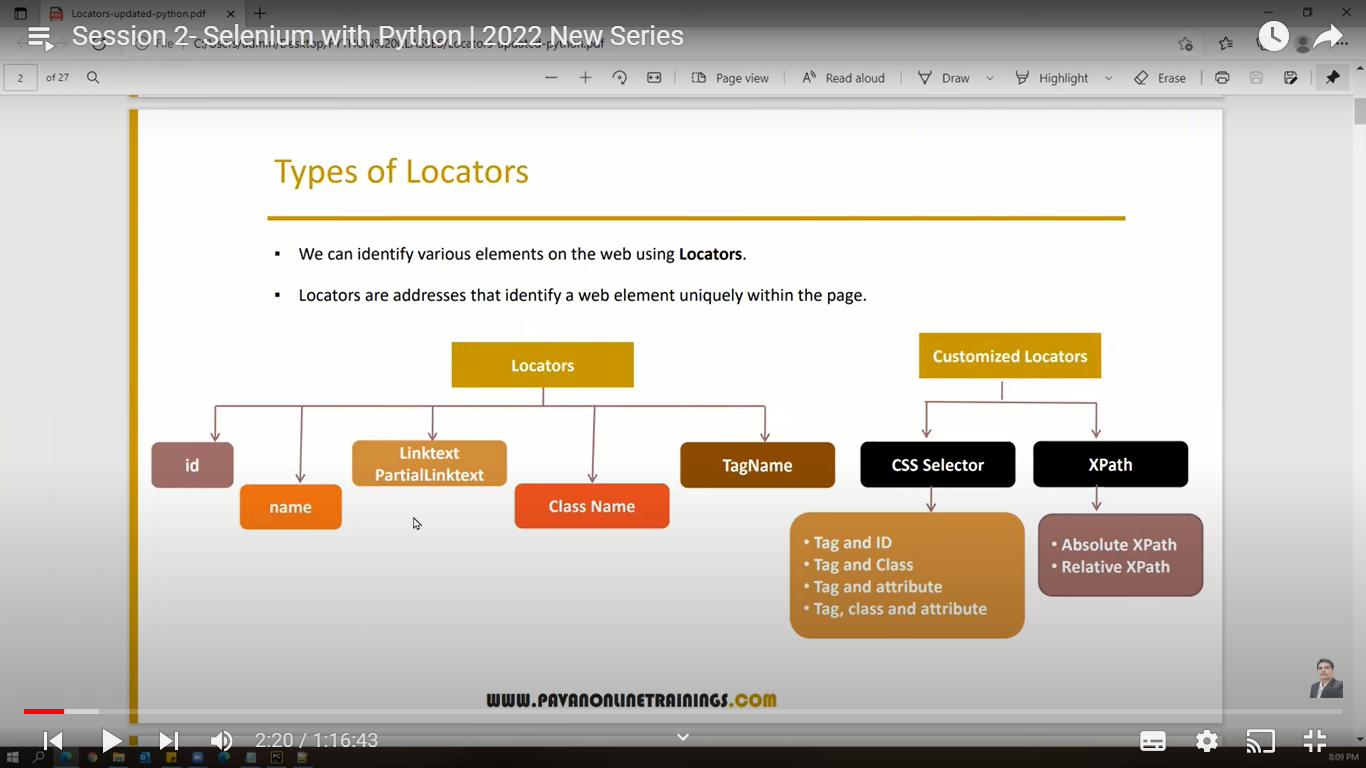 Locators-updated-python.pdf
Session 2- Selenium with Python | 2022 New Series
2 of 27 Page view Read aloud Draw Highlight Erase
Types of Locators
▪ We can identify various elements on the web using Locators.
▪ Locators are addresses that identify a web element uniquely within the page.
Locators
Customized Locators
id
name
Linktext
PartialLinktext
Class Name
TagName
CSS Selector
XPath
• Tag and ID
• Tag and Class
• Tag and attribute
• Tag, class and attribute
• Absolute XPath
• Relative XPath
WWW.PAVANONLINETRAININGS.COM
2:20 / 1:16:43
8:09 PM